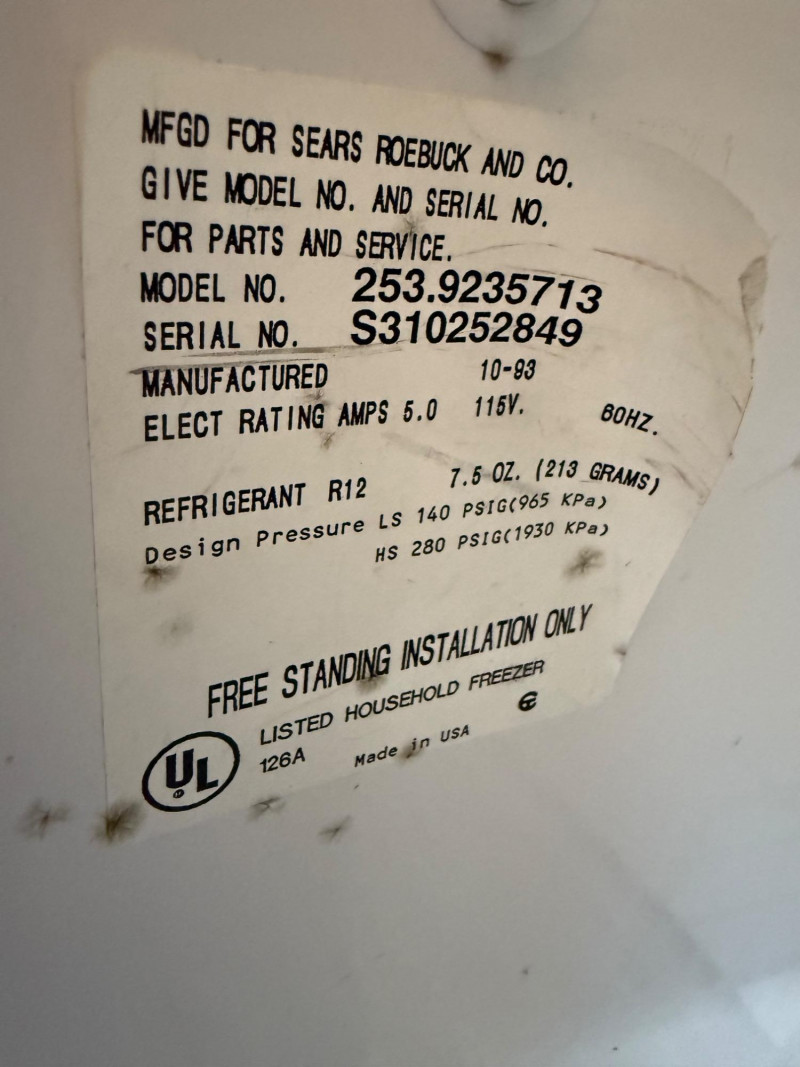 MFGD FOR SEARS ROEBUCK AND CO.
GIVE MODEL NO. AND SERIAL NO.
FOR PARTS AND SERVICE.
MODEL NO. 253.9235713
SERIAL NO. S310252849
MANUFACTURED 10-93
ELECT RATING AMPS 5.0 115V. 60HZ.
REFRIGERANT R12 7.5 OZ. (213 GRAMS)
Design Pressure LS 140 PSIG(965 KPa)
HS 280 PSIG(1930 KPa)
FREE STANDING INSTALLATION ONLY
UL LISTED HOUSEHOLD FREEZER
126A Made in USA